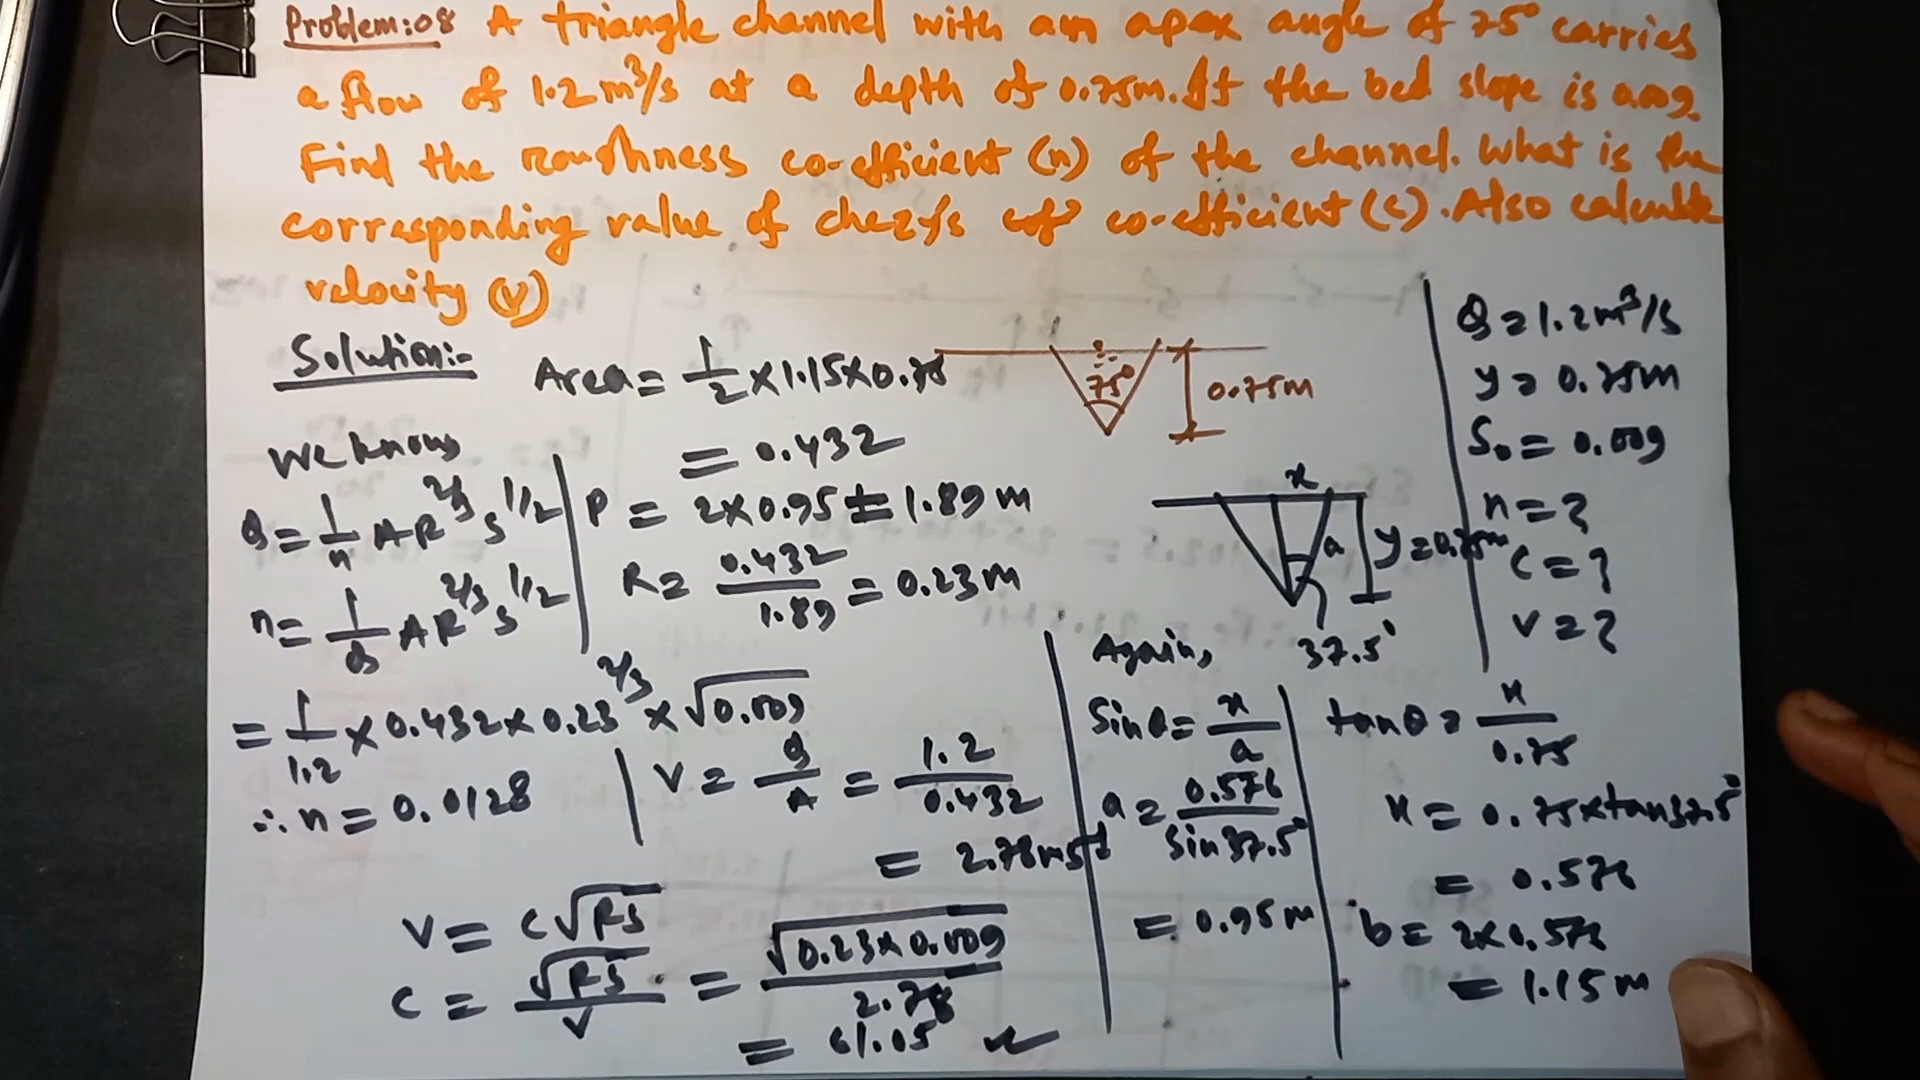 Problem:08 A triangle channel with an apex angle of 75° carries
a flow of 1.2 m³/s at a depth of 0.75m. If the bed slope is 0.009.
Find the roughness co-efficient (n) of the channel. What is the
corresponding value of chezy's co-efficient (c). Also calculate
velocity (v)
Solution:-
Area = 1/2 × 1.15 × 0.75
= 0.432
75°
0.75m
Q = 1.2 m³/s
y = 0.75m
S₀ = 0.009
n = ?
c = ?
v = ?
We know
Q = 1/n AR^2/3 S^1/2
n = 1/Q AR^2/3 S^1/2
P = 2×0.95 = 1.89 m
R = 0.432/1.89 = 0.23 m
x
a
y = 0.75m
37.5°
= 1/1.2 × 0.432 × 0.23^2/3 × √0.009
∴ n = 0.0128
V = Q/A = 1.2/0.432
= 2.78 ms⁻¹
V = C√RS
C = √RS/V = √0.23×0.009/2.78
= 61.05
Again,
Sinθ = x/a
a = 0.576/Sin37.5°
= 0.95 m
tanθ = x/0.75
x = 0.75×tan37.5°
= 0.576
b = 2×0.576
= 1.15 m